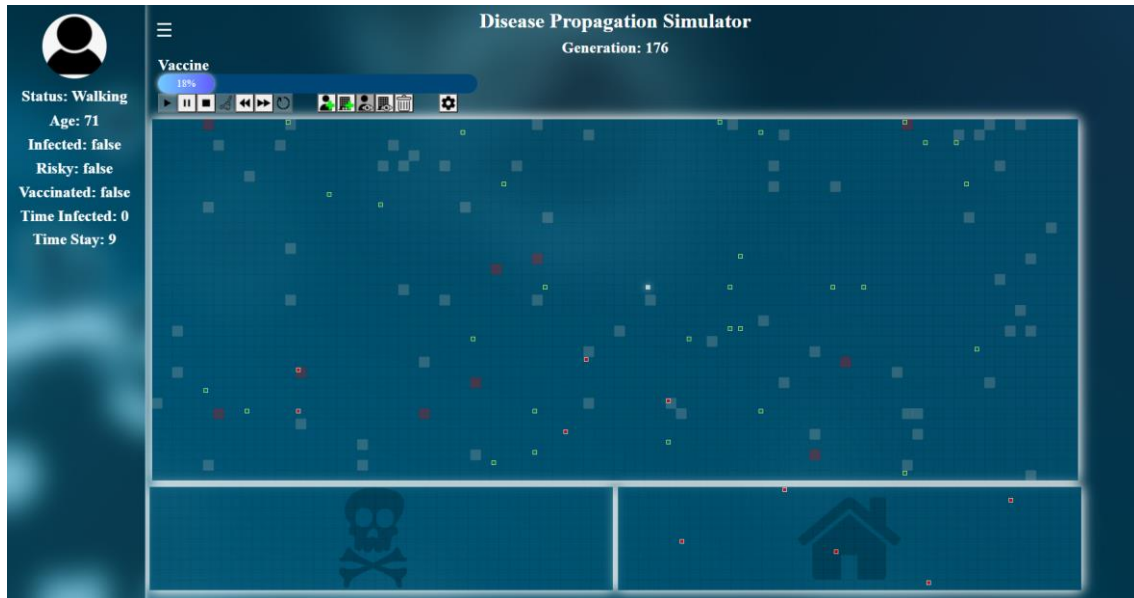 Disease Propagation Simulator
Generation: 176
Vaccine
18%
Status: Walking
Age: 71
Infected: false
Risky: false
Vaccinated: false
Time Infected: 0
Time Stay: 9